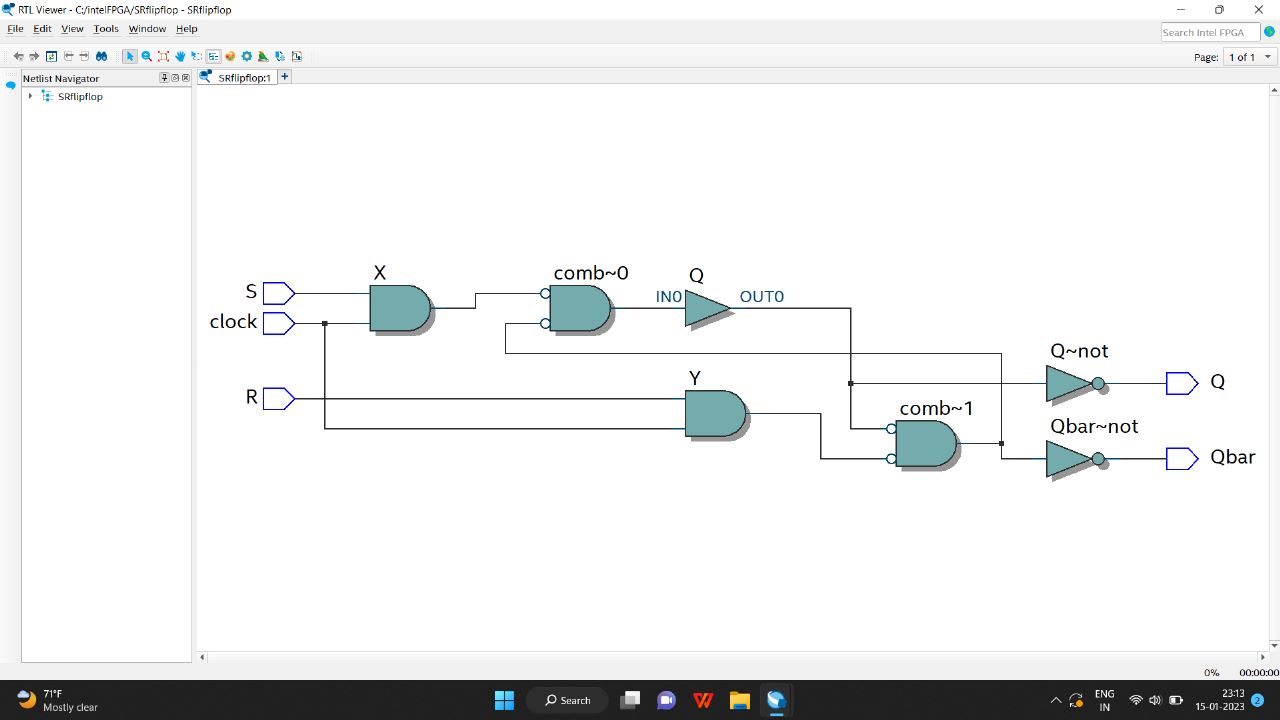 RTL Viewer - C:/intelFPGA/SRflipflop - SRflipflop
File Edit View Tools Window Help
Search Intel FPGA
Page: 1 of 1
Netlist Navigator
SRflipflop:1
SRflipflop
X
comb~0
Q
S
IN0
OUT0
clock
Q~not
Y
Q
R
comb~1
Qbar~not
Qbar
0%
00:00:00
71°F
Mostly clear
Search
ENG
IN
23:13
15-01-2023
2